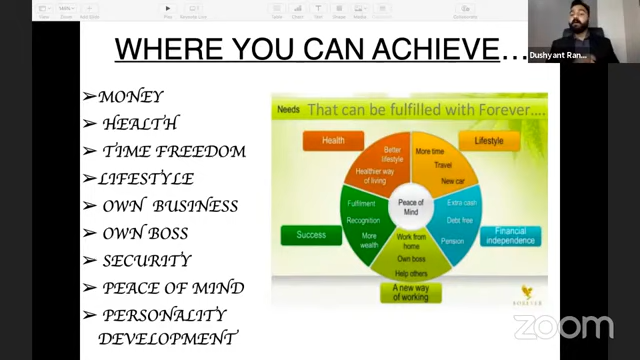 WHERE YOU CAN ACHIEVE…
➢MONEY
➢ HEALTH
➢ TIME FREEDOM
➢LIFESTYLE
➢ OWN BUSINESS
➢ OWN BOSS
➢ SECURITY
➢ PEACE OF MIND
➢ PERSONALITY
DEVELOPMENT
Needs
That can be fulfilled with Forever....
Health
Better
lifestyle
Healthier way
of living
Lifestyle
More time
Travel
New car
Peace of
Mind
Fulfilment
Recognition
More
wealth
Success
Extra cash
Debt free
Pension
Financial
independence
Work from
home
Own boss
Help others
A new way
of working
FOREVER
Dushyant Ran...
zoom